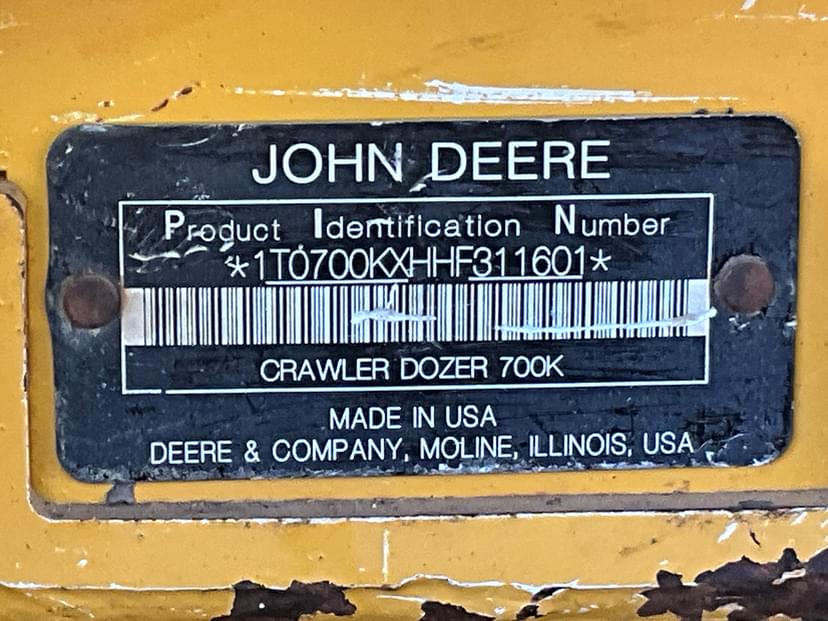 JOHN DEERE
Product Identification Number
*1T0700KXHHF311601*
CRAWLER DOZER 700K
MADE IN USA
DEERE & COMPANY, MOLINE, ILLINOIS, USA